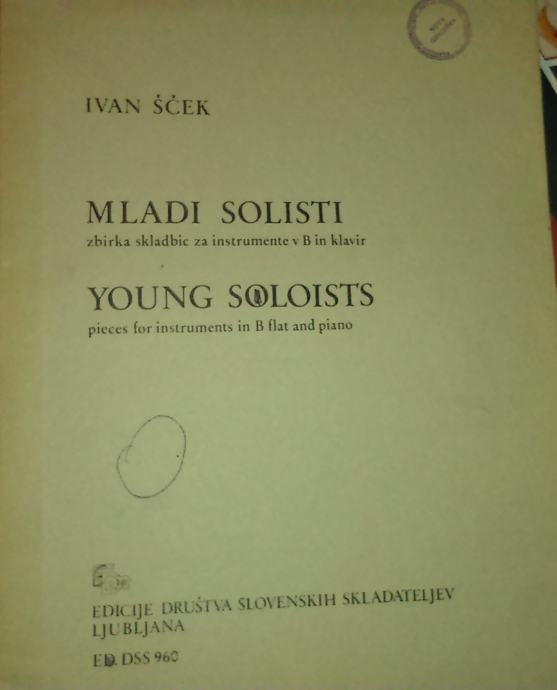 IVAN ŠČEK
MLADI SOLISTI
zbirka skladbic za instrumente v B in klavir
YOUNG SOLOISTS
pieces for instruments in B flat and piano
EDICIJE DRUŠTVA SLOVENSKIH SKLADATELJEV
LJUBLJANA
ED. DSS 960